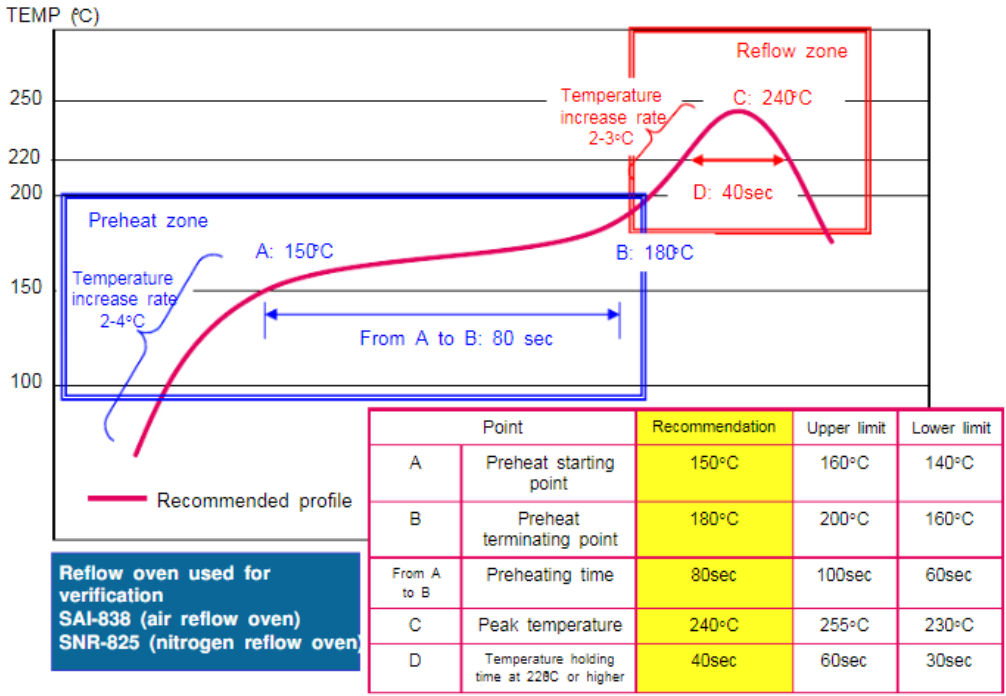 TEMP (°C)
Reflow zone
250
Temperature
increase rate
2-3°C
C: 240°C
220
200
D: 40sec
Preheat zone
A: 150°C
B: 180°C
Temperature
increase rate
2-4°C
150
From A to B: 80 sec
100
Recommended profile
Point Recommendation Upper limit Lower limit
A Preheat starting
point 150°C 160°C 140°C
B Preheat
terminating point 180°C 200°C 160°C
From A
to B Preheating time 80sec 100sec 60sec
C Peak temperature 240°C 255°C 230°C
D Temperature holding
time at 220°C or higher 40sec 60sec 30sec
Reflow oven used for
verification
SAI-838 (air reflow oven)
SNR-825 (nitrogen reflow oven)